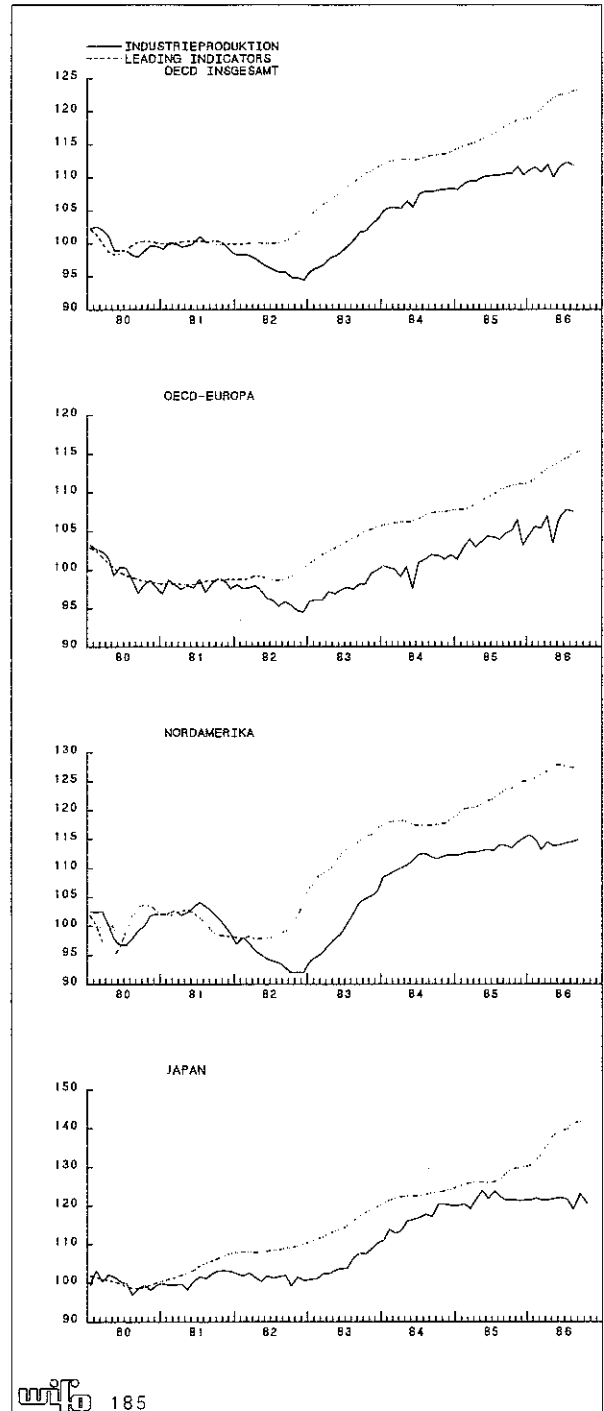 INDUSTRIEPRODUKTION
LEADING INDICATORS
OECD INSGESAMT
125
120
115
110
105
100
95
90
80 81 82 83 84 85 86
OECD-EUROPA
120
115
110
105
100
95
90
80 81 82 83 84 85 86
NORDAMERIKA
130
125
120
115
110
105
100
95
90
80 81 82 83 84 85 86
JAPAN
150
140
130
120
110
100
90
80 81 82 83 84 85 86
wifo 185